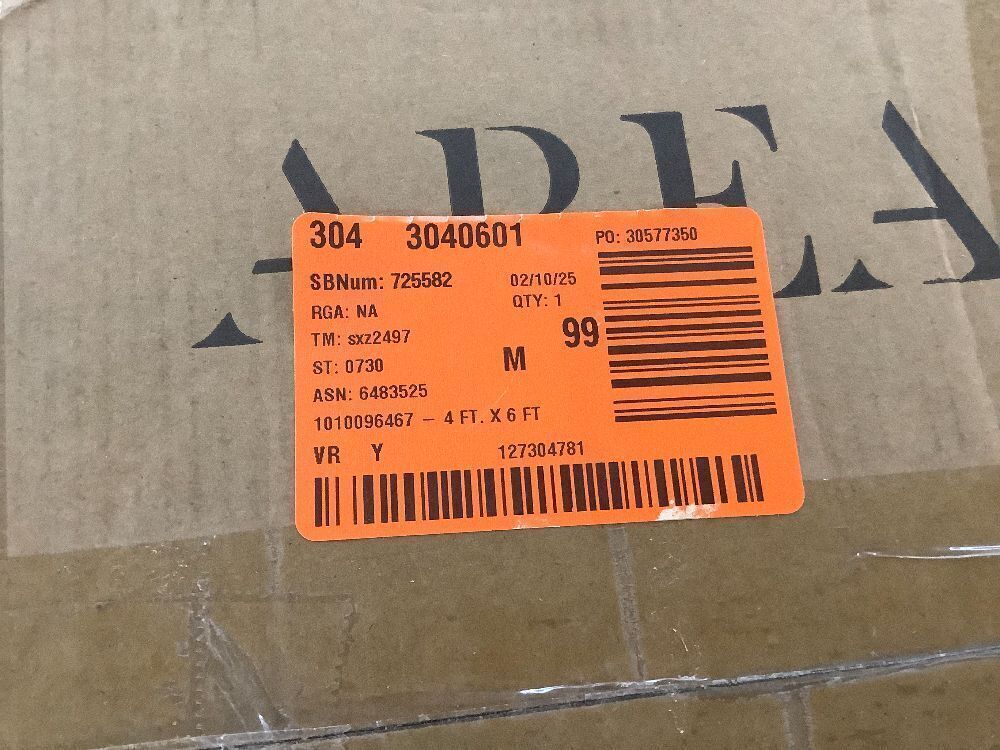 AREA
304 3040601 PO: 30577350
SBNum: 725582 02/10/25
RGA: NA QTY: 1
TM: sxz2497 99
ST: 0730 M
ASN: 6483525
1010096467 – 4 FT. X 6 FT
VR Y 127304781